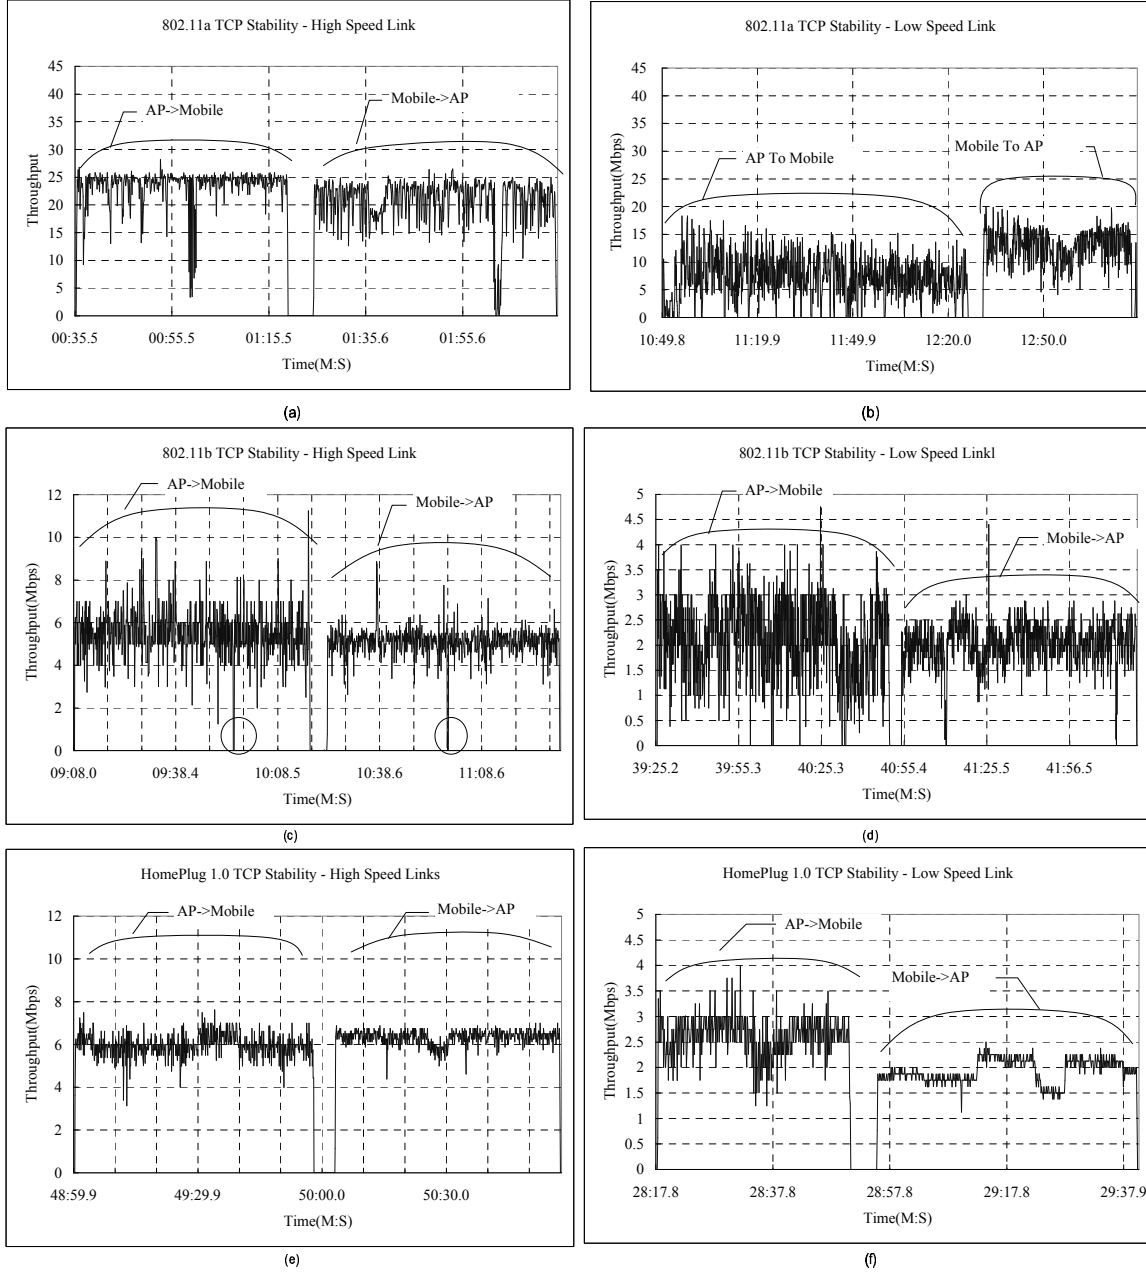 802.11a TCP Stability - High Speed Link
45
40
35
30
25
20
15
10
5
0
Throughput
AP->Mobile
Mobile->AP
00:35.5 00:55.5 01:15.5 01:35.6 01:55.6
Time(M:S)
(a)
802.11a TCP Stability - Low Speed Link
45
40
35
30
25
20
15
10
5
0
Throughput(Mbps)
AP To Mobile
Mobile To AP
10:49.8 11:19.9 11:49.9 12:20.0 12:50.0
Time(M:S)
(b)
802.11b TCP Stability - High Speed Link
12
10
8
6
4
2
0
Throughput(Mbps)
AP->Mobile
Mobile->AP
09:08.0 09:38.4 10:08.5 10:38.6 11:08.6
Time(M:S)
(c)
802.11b TCP Stability - Low Speed Linkl
5
4.5
4
3.5
3
2.5
2
1.5
1
0.5
0
Throughput(Mbps)
AP->Mobile
Mobile->AP
39:25.2 39:55.3 40:25.3 40:55.4 41:25.5 41:56.5
Time(M:S)
(d)
HomePlug 1.0 TCP Stability - High Speed Links
12
10
8
6
4
2
0
Throughput(Mbps)
AP->Mobile
Mobile->AP
48:59.9 49:29.9 50:00.0 50:30.0
Time(M:S)
(e)
HomePlug 1.0 TCP Stability - Low Speed Link
5
4.5
4
3.5
3
2.5
2
1.5
1
0.5
0
Throughput(Mbps)
AP->Mobile
Mobile->AP
28:17.8 28:37.8 28:57.8 29:17.8 29:37.9
Time(M:S)
(f)